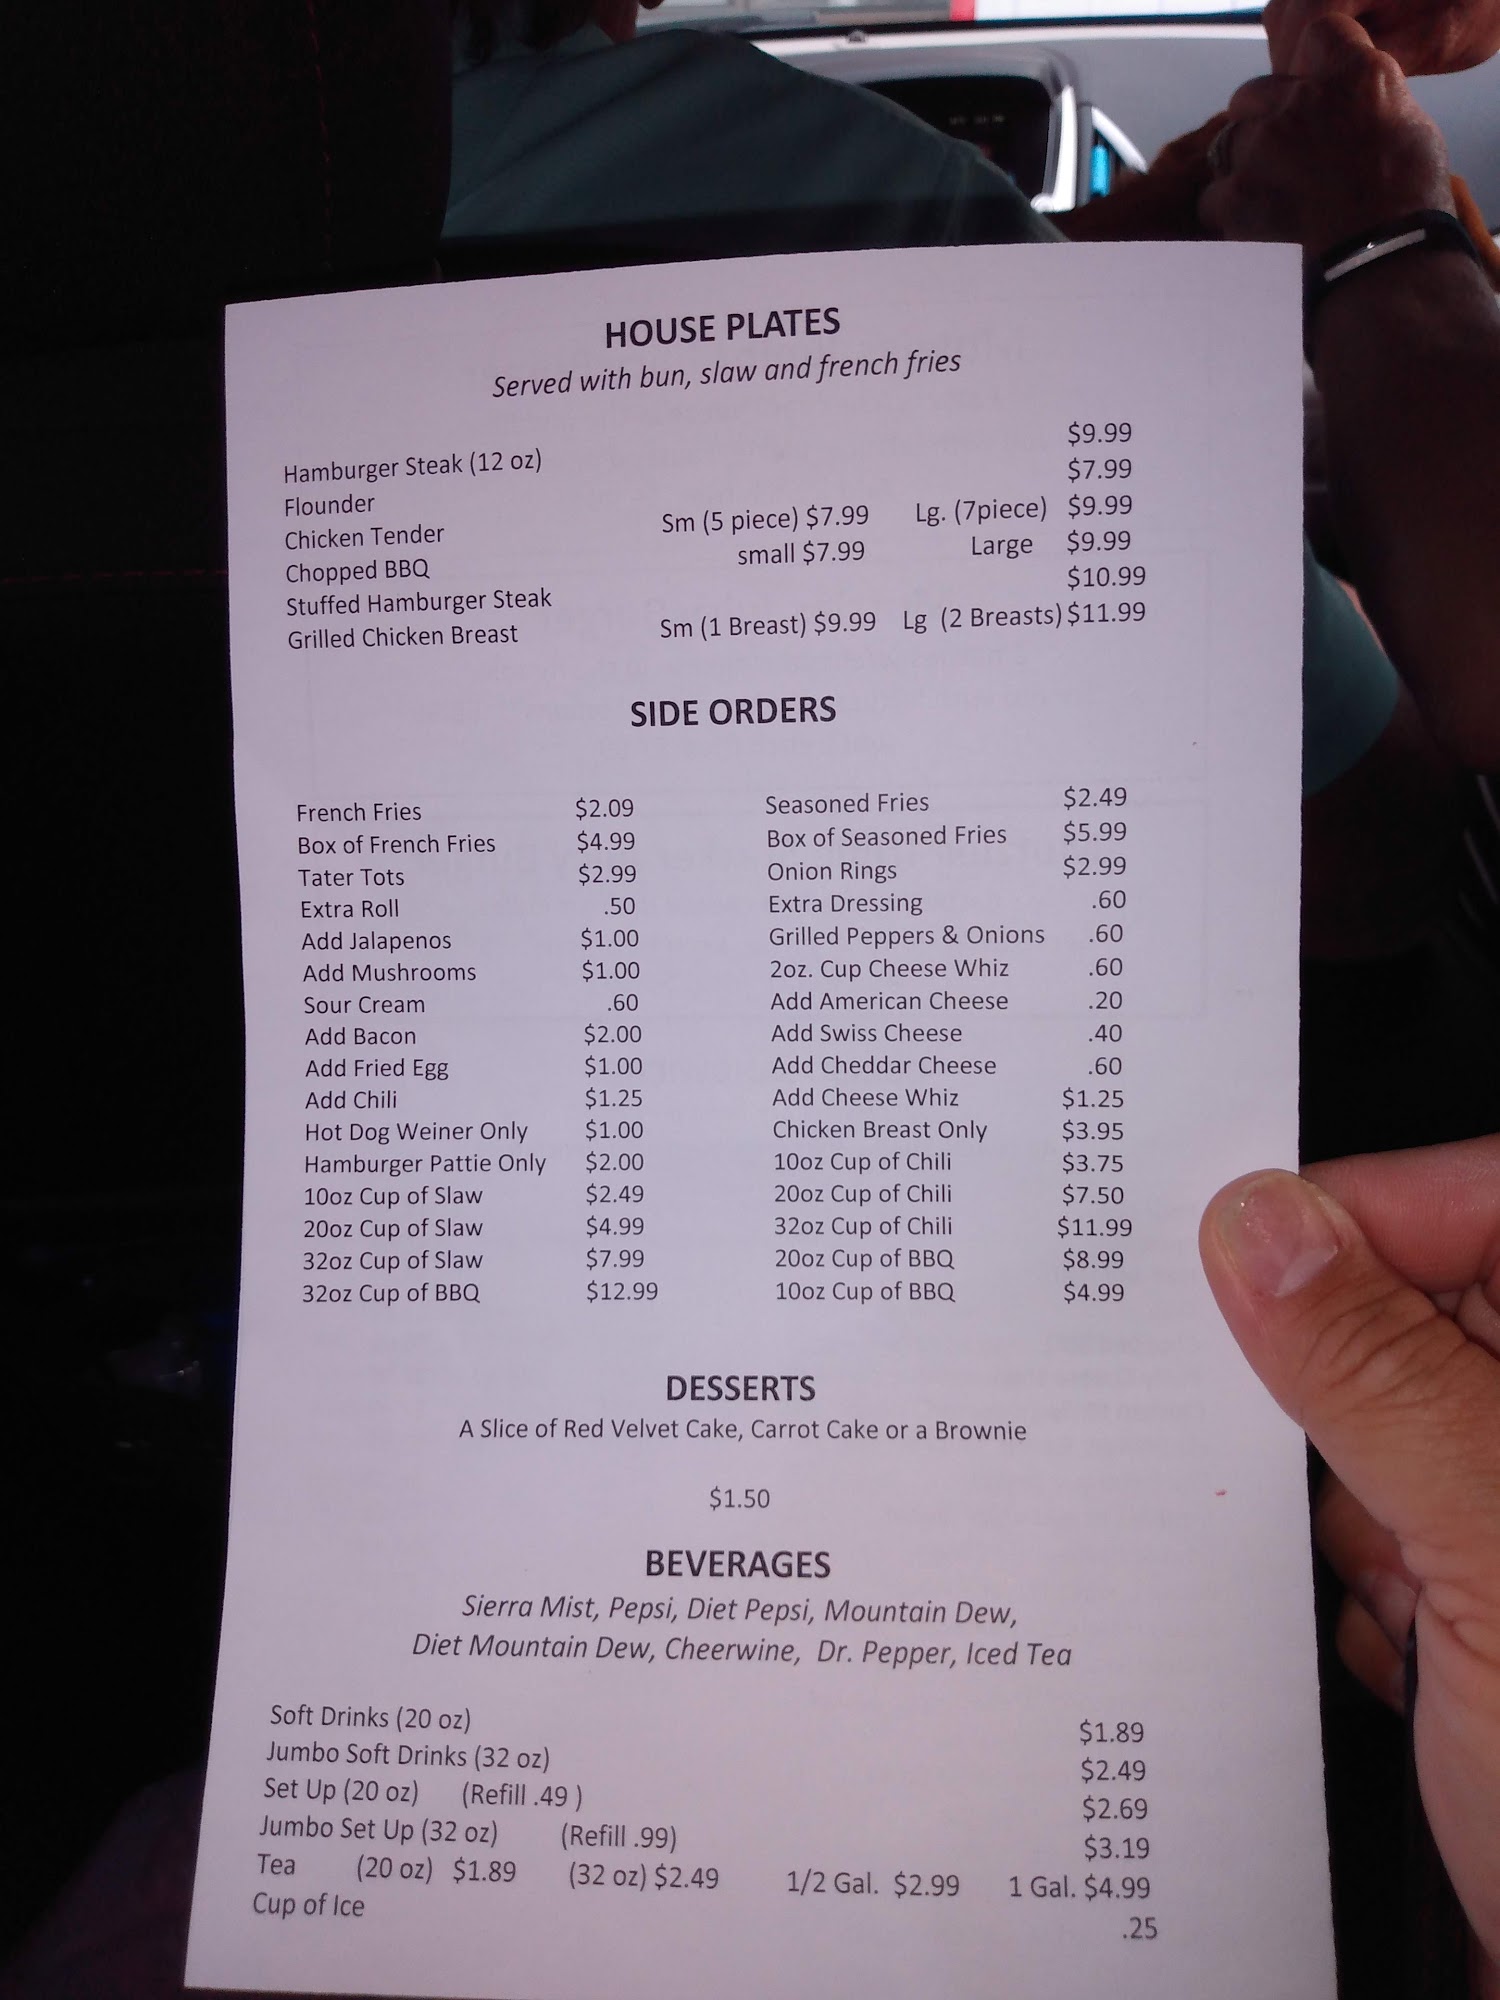 HOUSE PLATES
Served with bun, slaw and french fries
Hamburger Steak (12 oz) $9.99
Flounder $7.99
Chicken Tender Sm (5 piece) $7.99 Lg. (7piece) $9.99
Chopped BBQ small $7.99 Large $9.99
Stuffed Hamburger Steak $10.99
Grilled Chicken Breast Sm (1 Breast) $9.99 Lg (2 Breasts) $11.99
SIDE ORDERS
French Fries $2.09 Seasoned Fries $2.49
Box of French Fries $4.99 Box of Seasoned Fries $5.99
Tater Tots $2.99 Onion Rings $2.99
Extra Roll .50 Extra Dressing .60
Add Jalapenos $1.00 Grilled Peppers & Onions .60
Add Mushrooms $1.00 2oz. Cup Cheese Whiz .60
Sour Cream .60 Add American Cheese .20
Add Bacon $2.00 Add Swiss Cheese .40
Add Fried Egg $1.00 Add Cheddar Cheese .60
Add Chili $1.25 Add Cheese Whiz $1.25
Hot Dog Weiner Only $1.00 Chicken Breast Only $3.95
Hamburger Pattie Only $2.00 10oz Cup of Chili $3.75
10oz Cup of Slaw $2.49 20oz Cup of Chili $7.50
20oz Cup of Slaw $4.99 32oz Cup of Chili $11.99
32oz Cup of Slaw $7.99 20oz Cup of BBQ $8.99
32oz Cup of BBQ $12.99 10oz Cup of BBQ $4.99
DESSERTS
A Slice of Red Velvet Cake, Carrot Cake or a Brownie
$1.50
BEVERAGES
Sierra Mist, Pepsi, Diet Pepsi, Mountain Dew,
Diet Mountain Dew, Cheerwine, Dr. Pepper, Iced Tea
Soft Drinks (20 oz) $1.89
Jumbo Soft Drinks (32 oz) $2.49
Set Up (20 oz) (Refill .49 ) $2.69
Jumbo Set Up (32 oz) (Refill .99) $3.19
Tea (20 oz) $1.89 (32 oz) $2.49 1/2 Gal. $2.99 1 Gal. $4.99
Cup of Ice .25